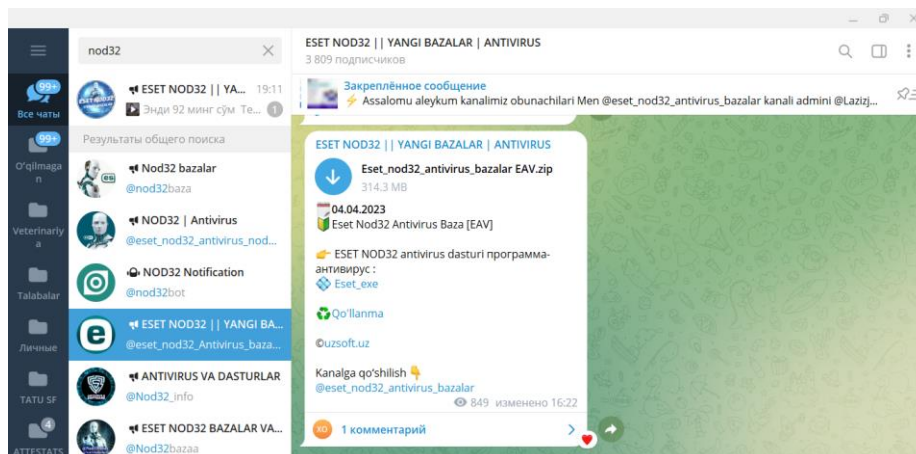 nod32
ESET NOD32 || YA... 19:11
Энди 92 минг сўм Te... 1
Результаты общего поиска
Nod32 bazalar
@nod32baza
NOD32 | Antivirus
@eset_nod32_antivirus_nod...
NOD32 Notification
@nod32bot
ESET NOD32 || YANGI BA...
@eset_nod32_Antivirus_baza...
ANTIVIRUS VA DASTURLAR
@Nod32_info
ESET NOD32 BAZALAR VA...
@Nod32bazaa
99+
Все чаты
99+
O'qilmaga
n
Veterinariy
a
Talabalar
Личные
TATU SF
4
ATTESTATS
ESET NOD32 || YANGI BAZALAR | ANTIVIRUS
3 809 подписчиков
Закреплённое сообщение
⚡ Assalomu aleykum kanalimiz obunachilari Men @eset_nod32_antivirus_bazalar kanali admini @Lazizj...
ESET NOD32 || YANGI BAZALAR | ANTIVIRUS
Eset_nod32_antivirus_bazalar EAV.zip
314.3 MB
04.04.2023
Eset Nod32 Antivirus Baza [EAV]
👉 ESET NOD32 antivirus dasturi программа-
антивирус :
💠 Eset_exe
♻️Qo'llanma
©uzsoft.uz
Kanalga qo'shilish 👇
@eset_nod32_antivirus_bazalar
849 изменено 16:22
XO 1 комментарий